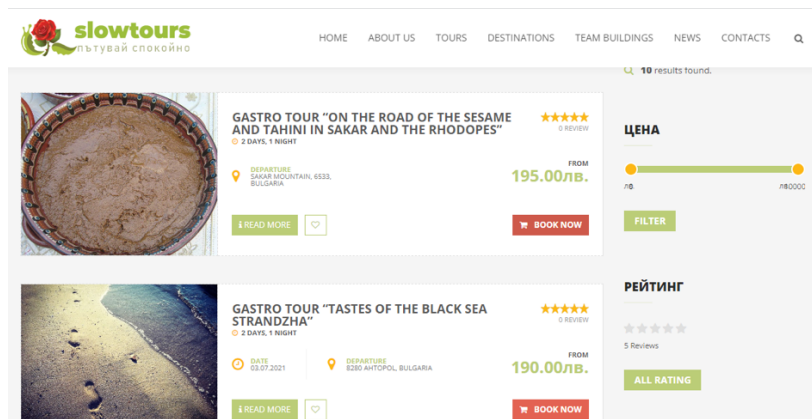 slowtours
пътувай спокойно
HOME ABOUT US TOURS DESTINATIONS TEAM BUILDINGS NEWS CONTACTS
10 results found.
GASTRO TOUR “ON THE ROAD OF THE SESAME
AND TAHINI IN SAKAR AND THE RHODOPES”
2 DAYS, 1 NIGHT
0 REVIEW
DEPARTURE
SAKAR MOUNTAIN, 6533,
BULGARIA
FROM
195.00лв.
READ MORE
BOOK NOW
GASTRO TOUR “TASTES OF THE BLACK SEA
STRANDZHA”
2 DAYS, 1 NIGHT
0 REVIEW
DATE
03.07.2021
DEPARTURE
8280 AHTOPOL, BULGARIA
FROM
190.00лв.
READ MORE
BOOK NOW
ЦЕНА
FILTER
РЕЙТИНГ
5 Reviews
ALL RATING